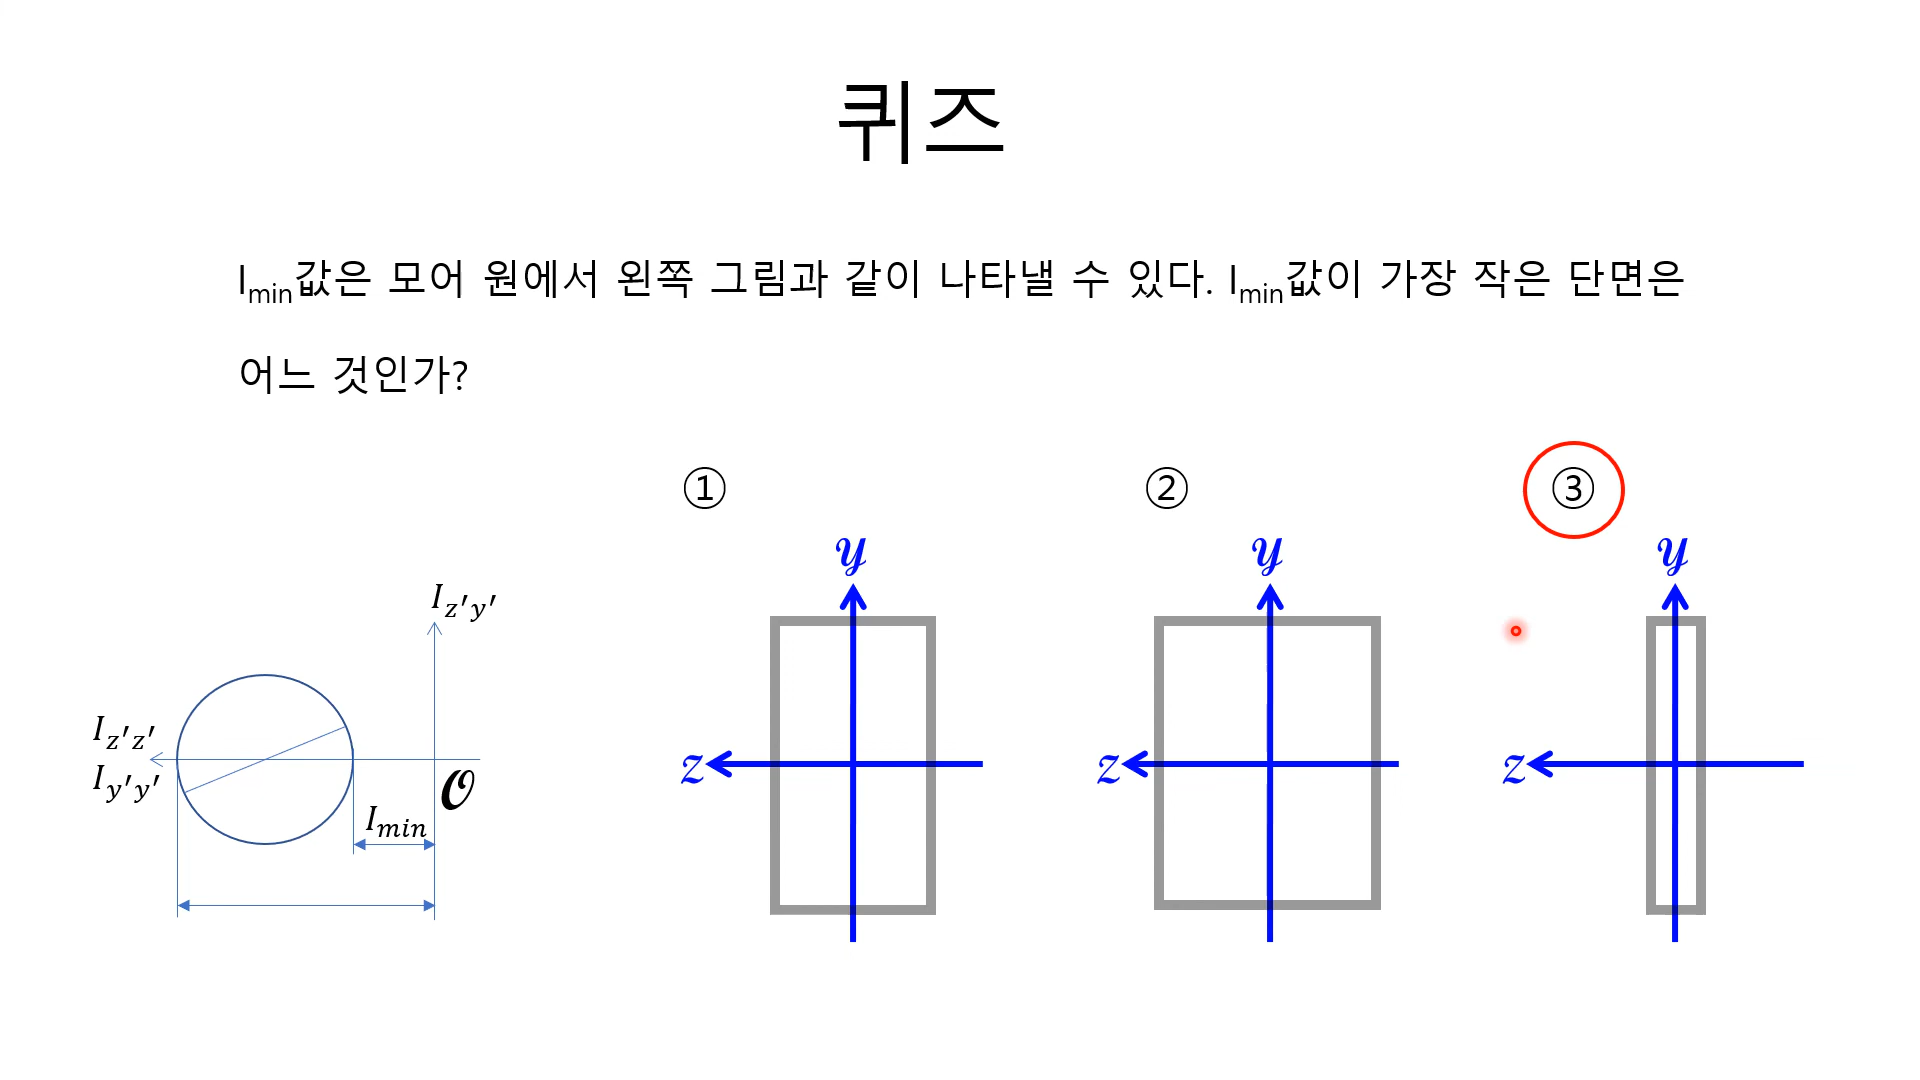 퀴즈
I_min값은 모어 원에서 왼쪽 그림과 같이 나타낼 수 있다. I_min값이 가장 작은 단면은
어느 것인가?
① ② ③
y y y
I_z′y′
I_z′z′
I_y′y′
z z z
O
I_min